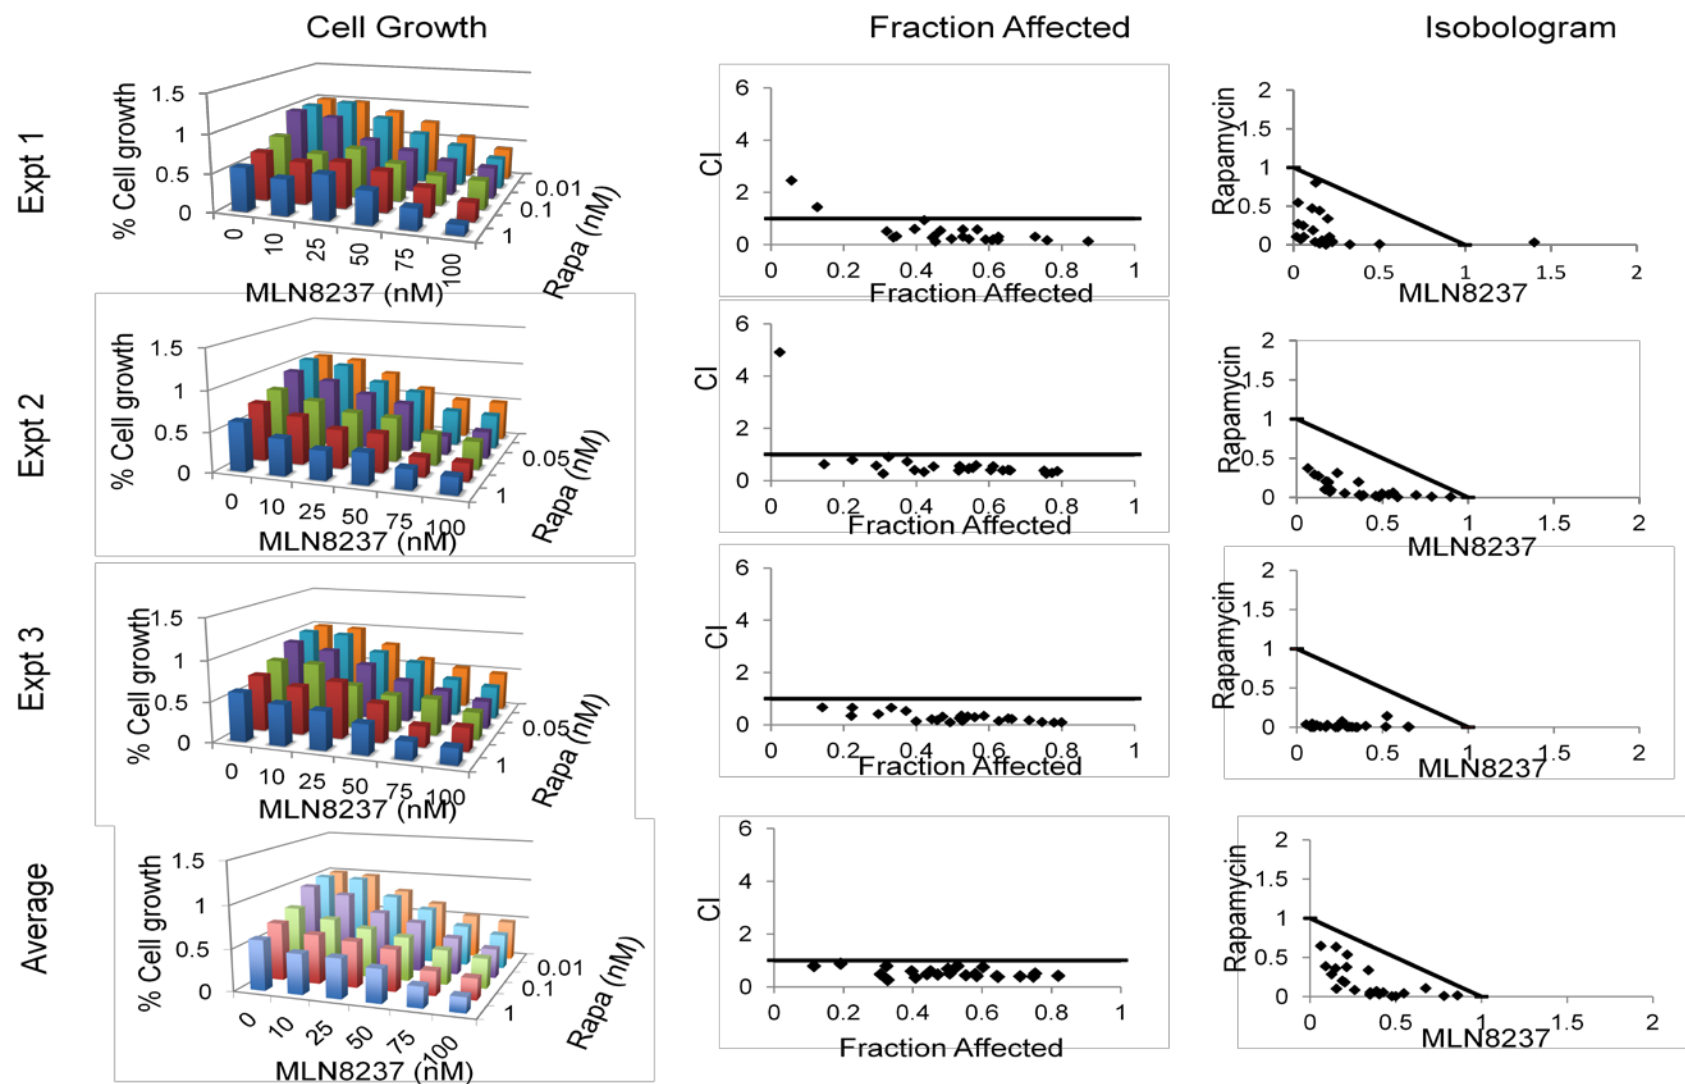 Cell Growth
Fraction Affected
Isobologram
Expt 1
% Cell growth
1.5
1
0.5
0
0 10 25 50 75 100
MLN8237 (nM)
0.01
0.1
1
Rapa (nM)
CI
6
4
2
0
0 0.2 0.4 0.6 0.8 1
Fraction Affected
Rapamycin
2
1.5
1
0.5
0
0 0.5 1 1.5 2
MLN8237
Expt 2
% Cell growth
1.5
1
0.5
0
0 10 25 50 75 100
MLN8237 (nM)
0.05
1
Rapa (nM)
CI
6
4
2
0
0 0.2 0.4 0.6 0.8 1
Fraction Affected
Rapamycin
2
1.5
1
0.5
0
0 0.5 1 1.5 2
MLN8237
Expt 3
% Cell growth
1.5
1
0.5
0
0 10 25 50 75 100
MLN8237 (nM)
0.05
1
Rapa (nM)
CI
6
4
2
0
0 0.2 0.4 0.6 0.8 1
Fraction Affected
Rapamycin
2
1.5
1
0.5
0
0 0.5 1 1.5 2
MLN8237
Average
% Cell growth
1.5
1
0.5
0
0 10 25 50 75 100
MLN8237 (nM)
0.01
0.1
1
Rapa (nM)
CI
6
4
2
0
0 0.2 0.4 0.6 0.8 1
Fraction Affected
Rapamycin
2
1.5
1
0.5
0
0 0.5 1 1.5 2
MLN8237